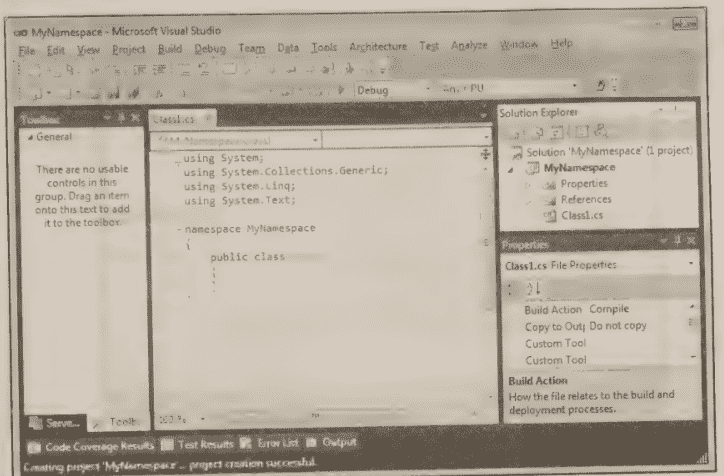 MyNamespace - Microsoft Visual Studio
File Edit View Project Build Debug Team Data Tools Architecture Test Analyze Window Help
Debug
Toolbox
General
There are no usable
controls in this
group. Drag an item
onto this text to add
it to the toolbox.
Serve...
Toolb
Class1.cs
using System;
using System.Collections.Generic;
using System.Linq;
using System.Text;
namespace MyNamespace
{
public class
{
}
Solution Explorer
Solution 'MyNamespace' (1 project)
MyNamespace
Properties
References
Class1.cs
Properties
Class1.cs File Properties
Build Action Compile
Copy to Outp Do not copy
Custom Tool
Custom Tool
Build Action
How the file relates to the build and
deployment processes.
Code Coverage Results Test Results Error List Output
Creating project 'MyNamespace'... project creation successful.